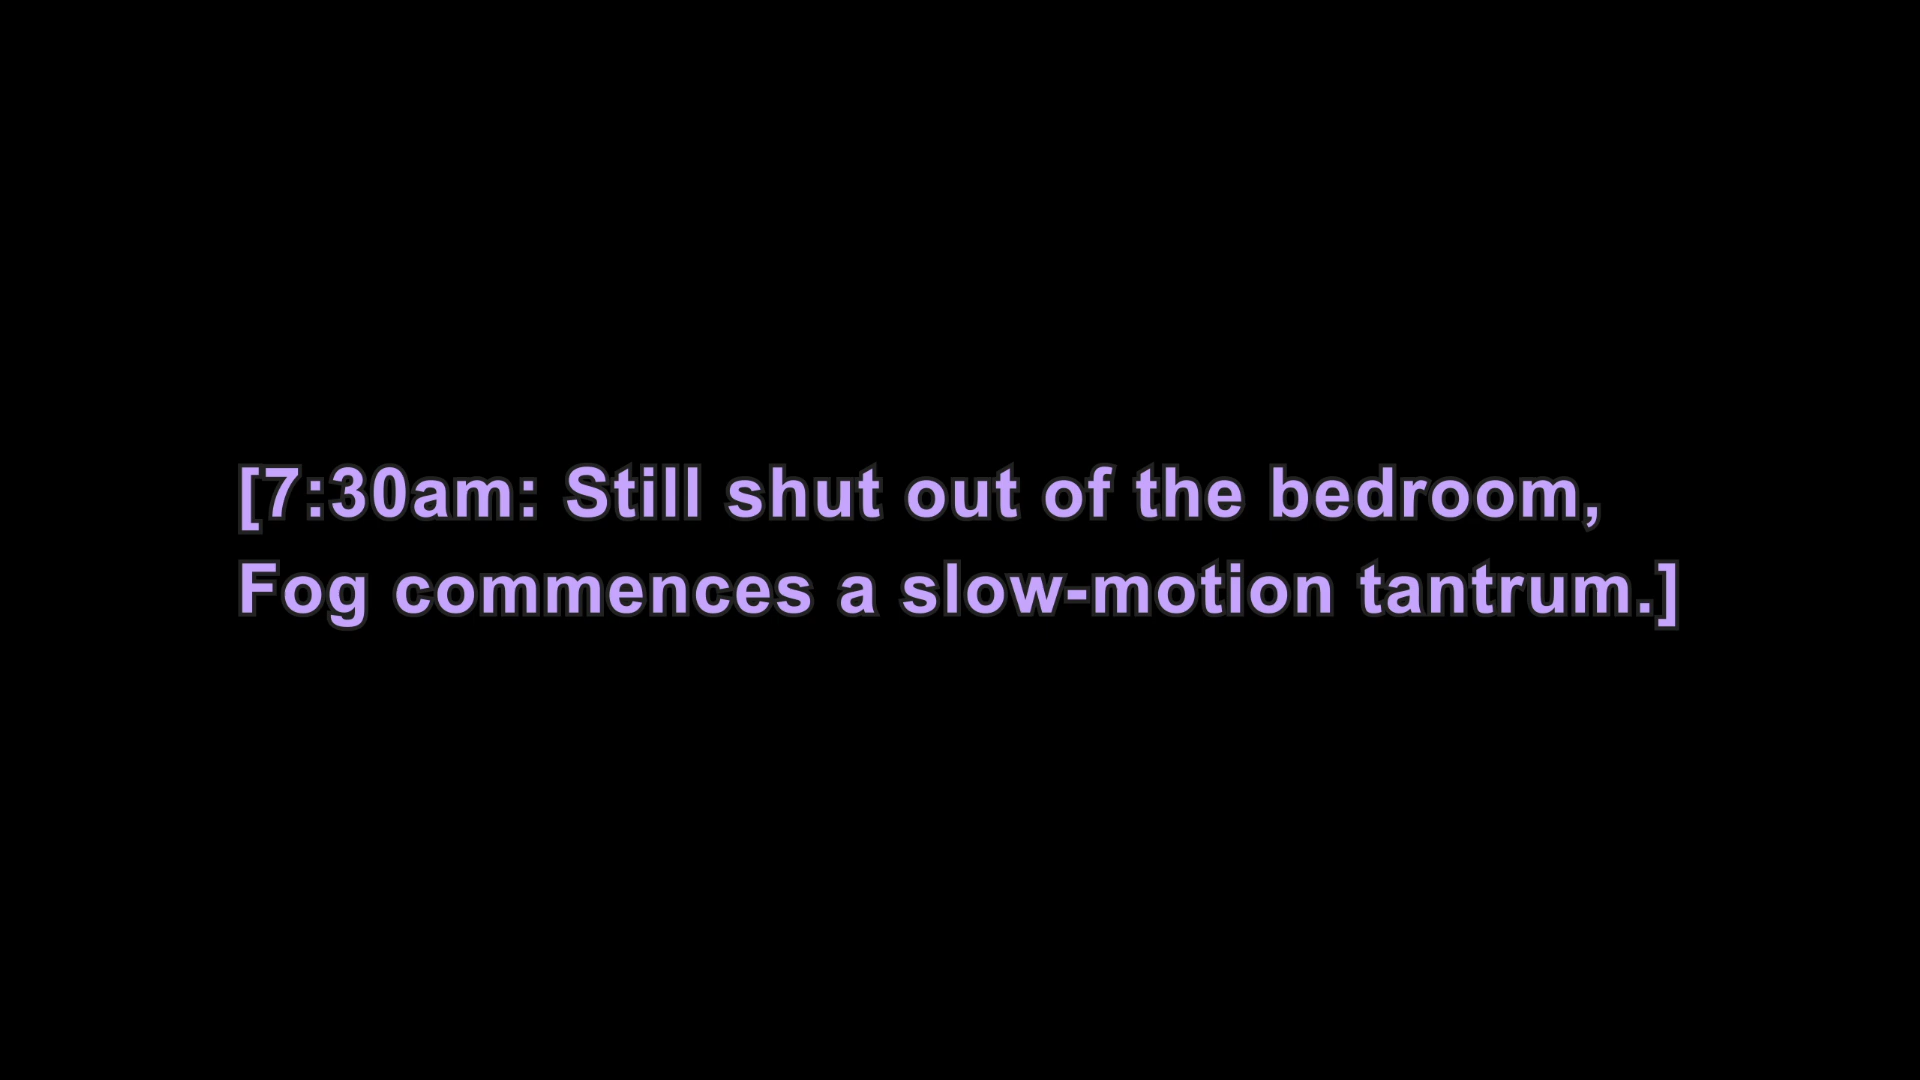 [7:30am: Still shut out of the bedroom,
Fog commences a slow-motion tantrum.]